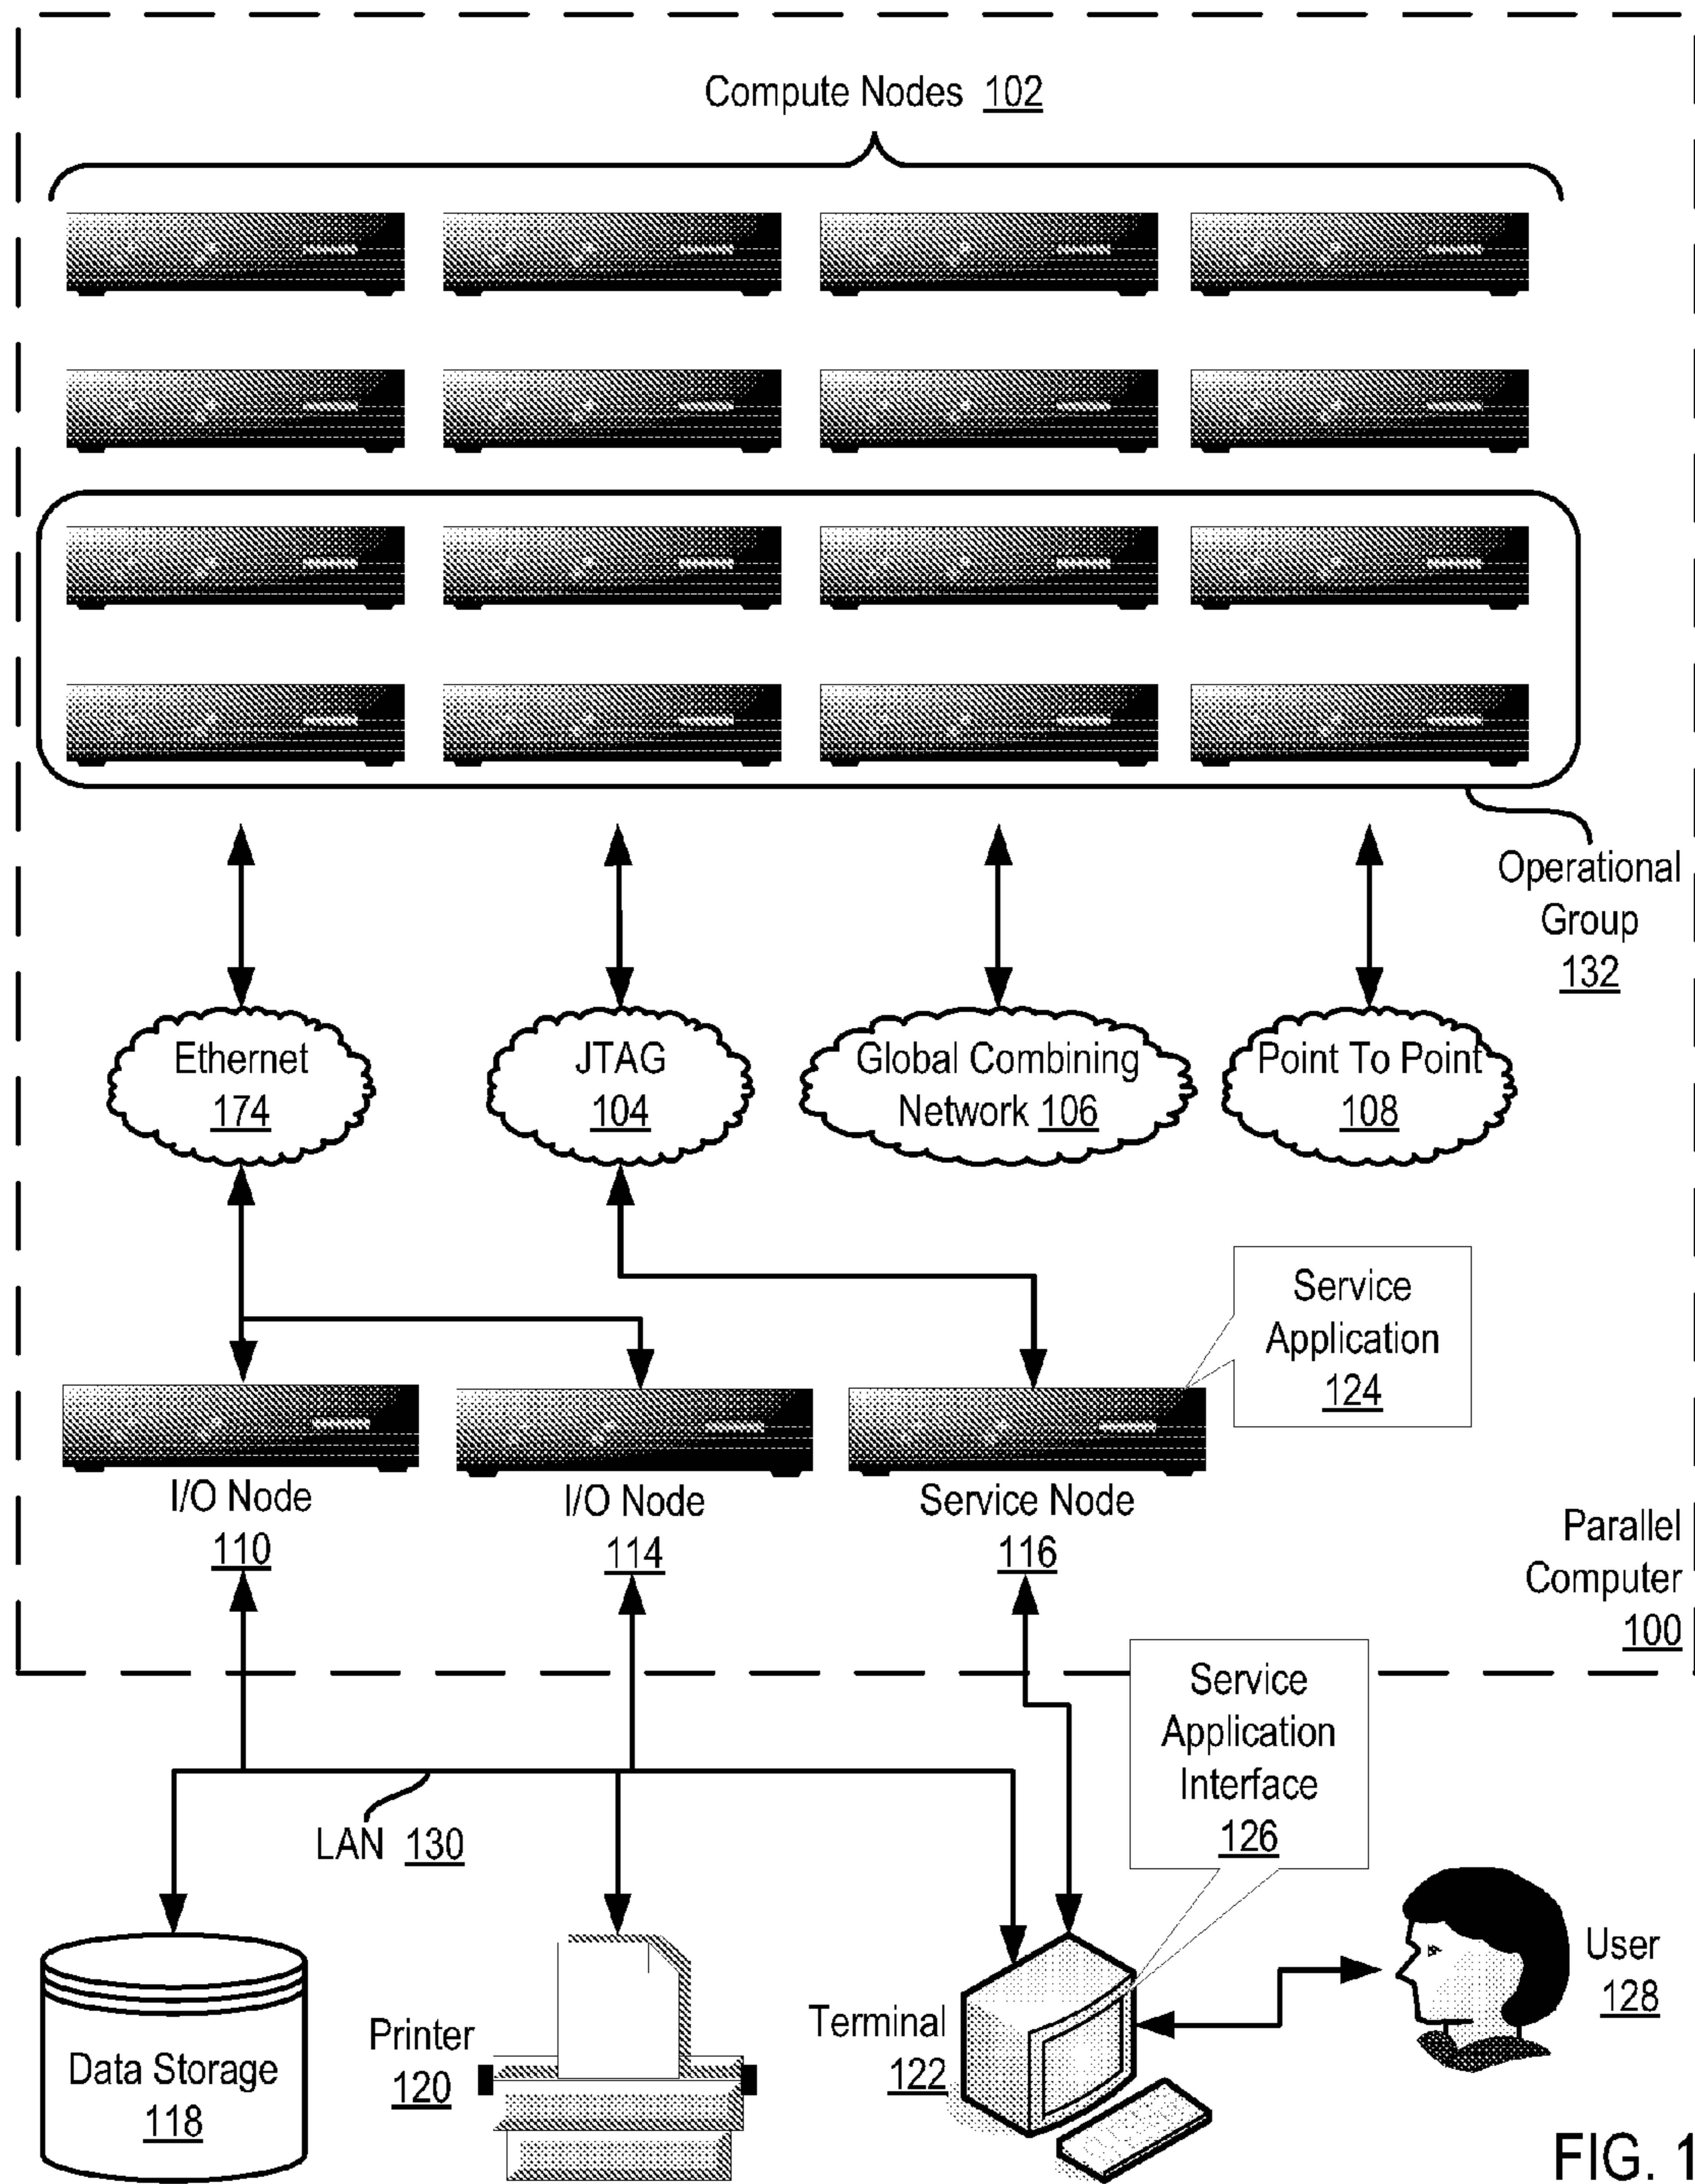 Compute Nodes 102
Operational
Group
132
Ethernet
174
JTAG
104
Global Combining
Network 106
Point To Point
108
Service
Application
124
I/O Node
110
I/O Node
114
Service Node
116
Parallel
Computer
100
Service
Application
Interface
126
LAN 130
Data Storage
118
Printer
120
Terminal
122
User
128
FIG. 1